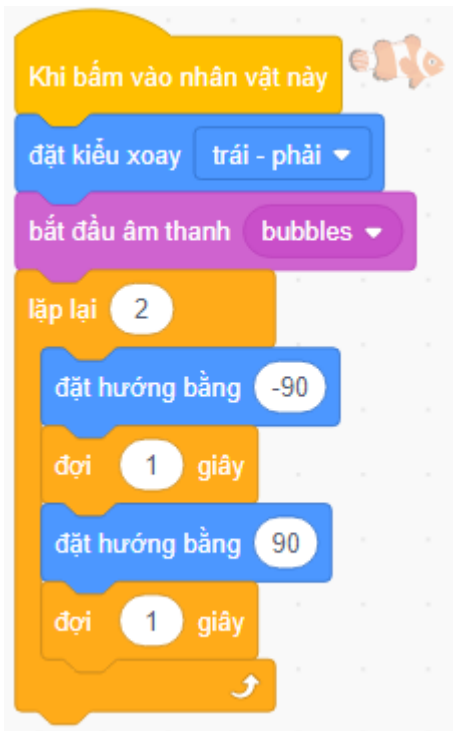 Khi bấm vào nhân vật này
đặt kiểu xoay trái - phải
bắt đầu âm thanh bubbles
lặp lại 2
đặt hướng bằng -90
đợi 1 giây
đặt hướng bằng 90
đợi 1 giây